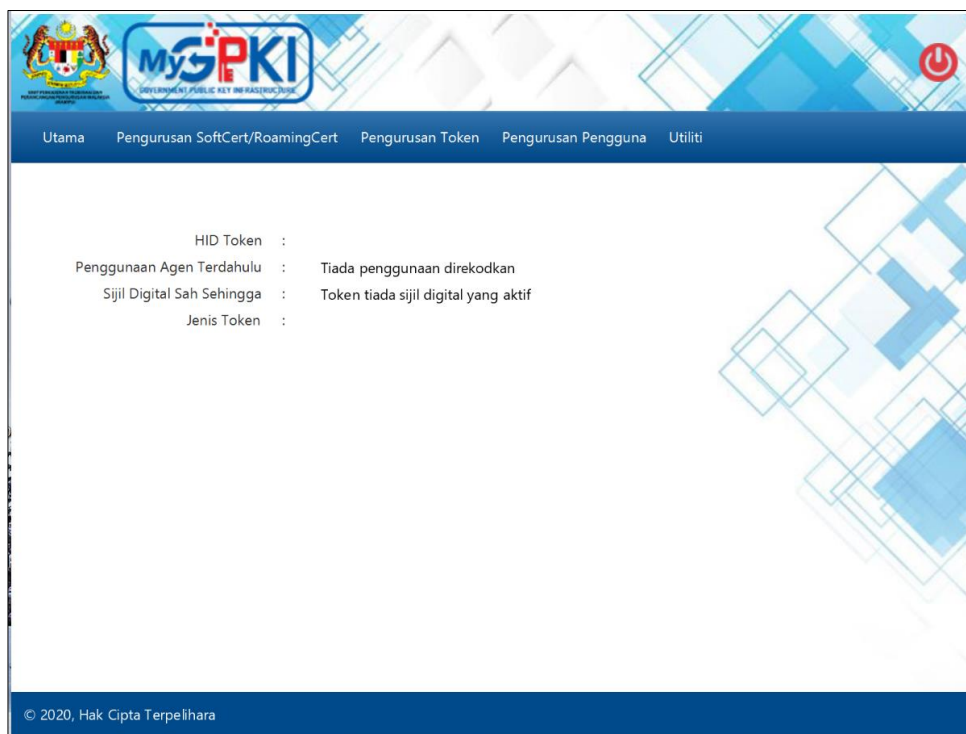 MyGPKI
GOVERNMENT PUBLIC KEY INFRASTRUCTURE
Utama Pengurusan SoftCert/RoamingCert Pengurusan Token Pengurusan Pengguna Utiliti
HID Token :
Penggunaan Agen Terdahulu : Tiada penggunaan direkodkan
Sijil Digital Sah Sehingga : Token tiada sijil digital yang aktif
Jenis Token :
© 2020, Hak Cipta Terpelihara